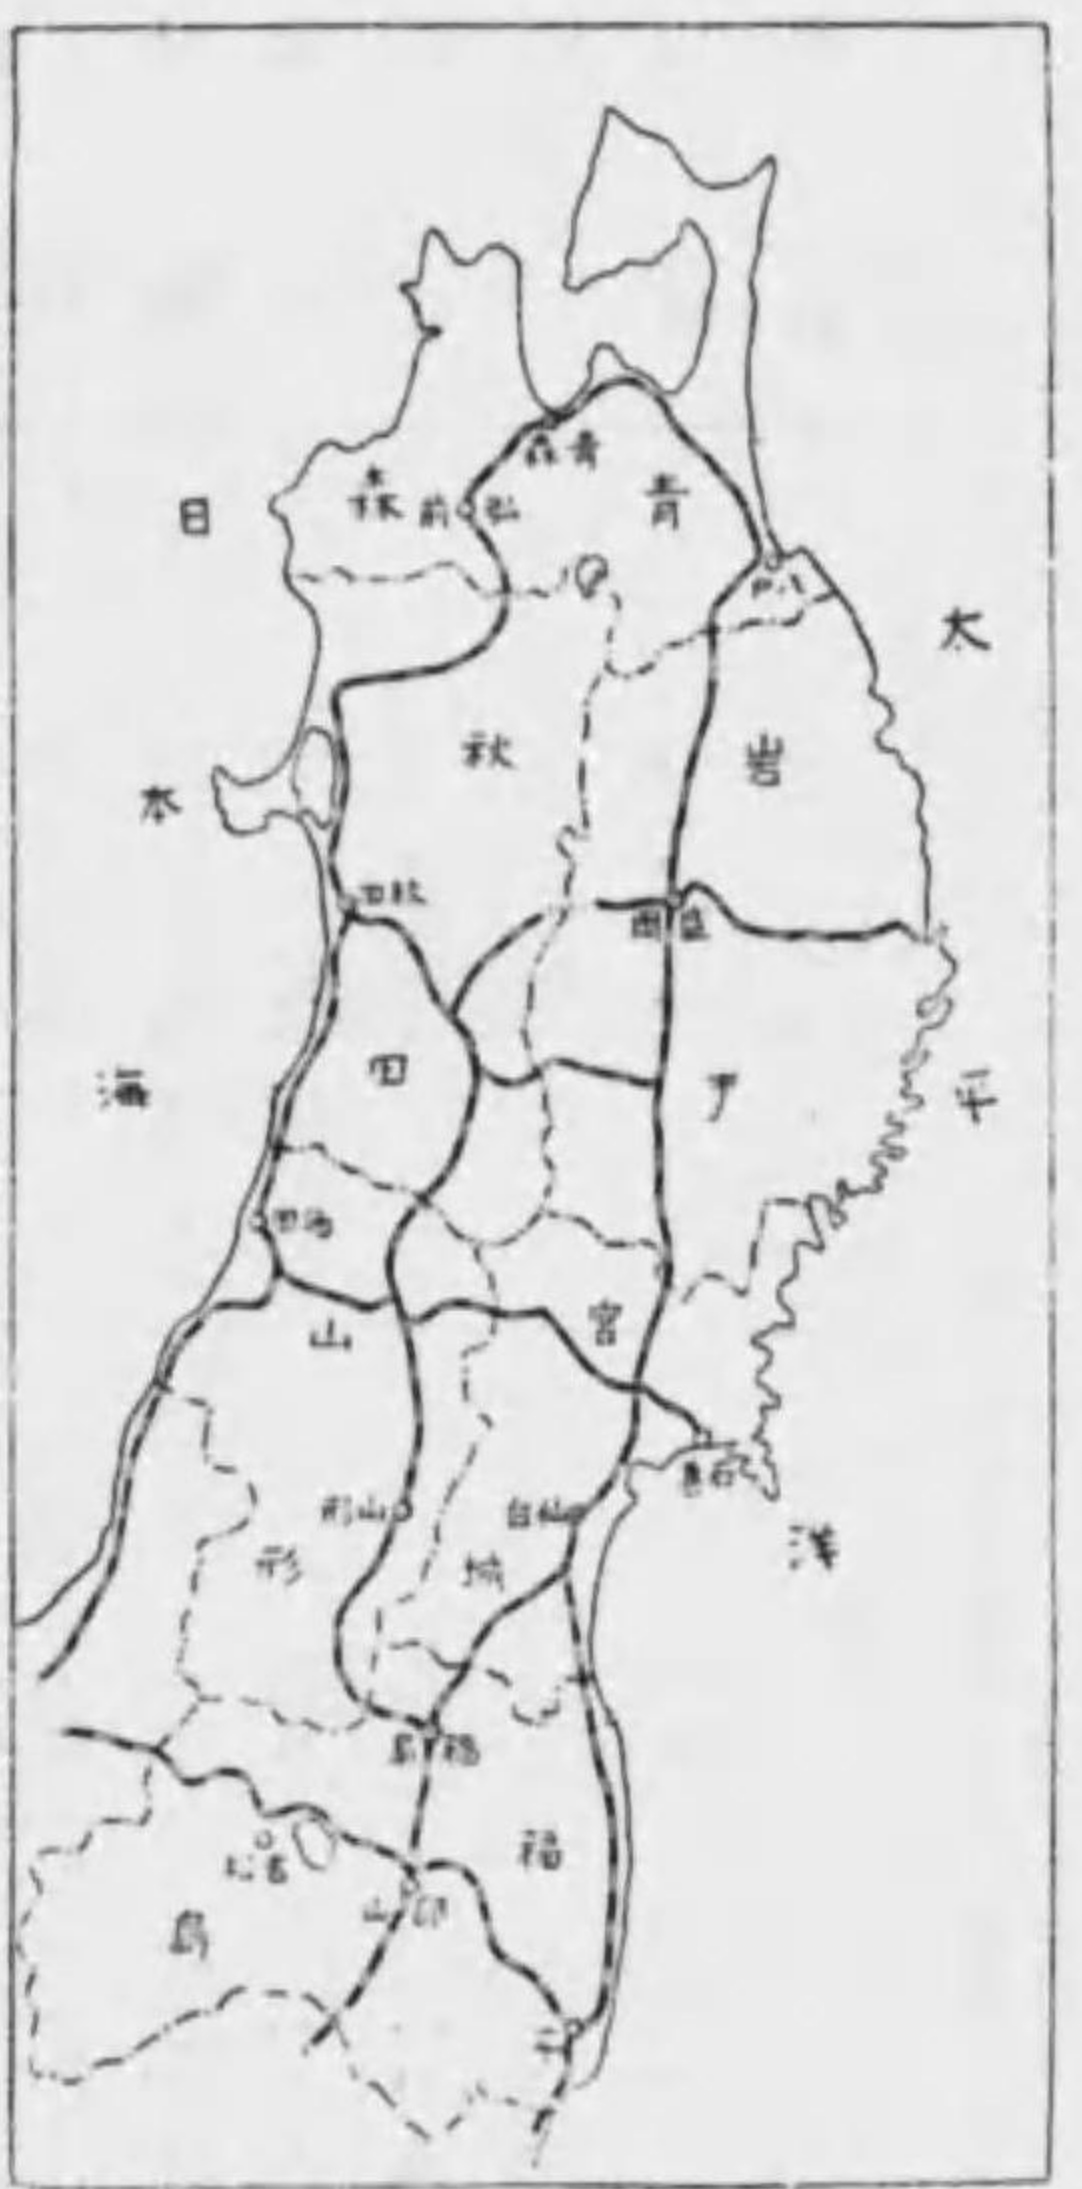 日本海
太平洋
青森
青森
弘前
八戸
秋田
岩手
秋田
盛岡
酒田
山形
宮城
石巻
山形
仙台
福島
福島
若松
郡山
平